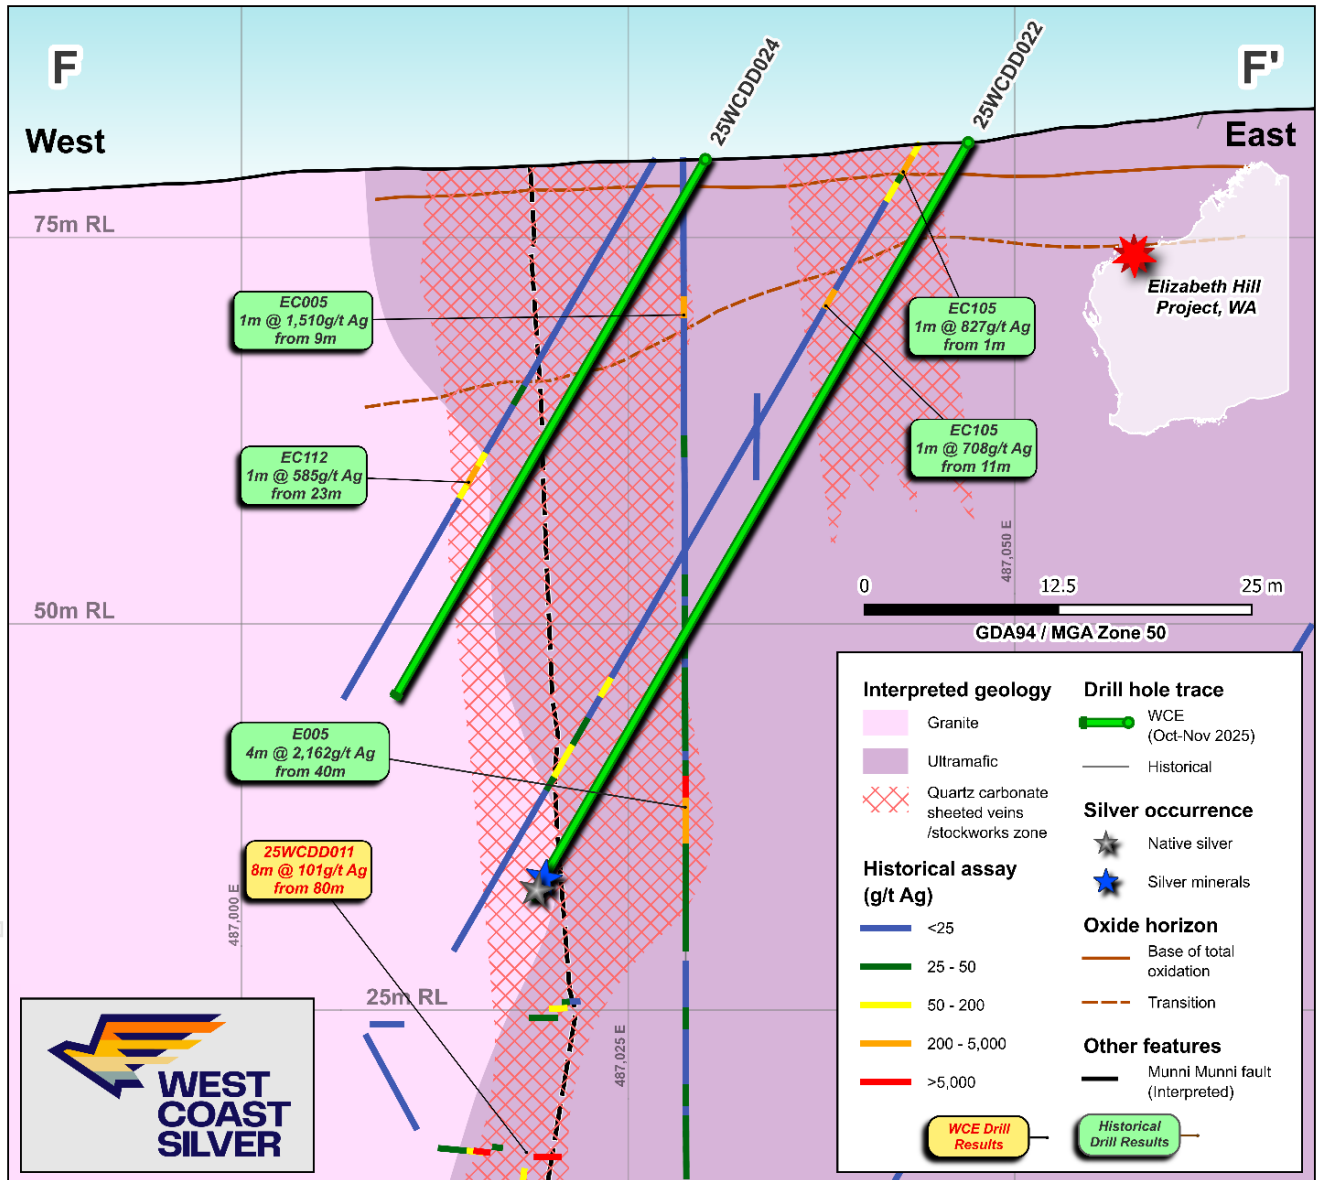 F
F'
West
East
25WCDD024
25WCDD022
75m RL
50m RL
25m RL
EC005
1m @ 1,510g/t Ag
from 9m
EC112
1m @ 585g/t Ag
from 23m
E005
4m @ 2,162g/t Ag
from 40m
25WCDD011
8m @ 101g/t Ag
from 80m
EC105
1m @ 827g/t Ag
from 1m
EC105
1m @ 708g/t Ag
from 11m
Elizabeth Hill
Project, WA
487,000 E
487,025 E
487,050 E
0 12.5 25 m
GDA94 / MGA Zone 50
Interpreted geology
Granite
Ultramafic
Quartz carbonate
sheeted veins
/stockworks zone
Historical assay
(g/t Ag)
<25
25 - 50
50 - 200
200 - 5,000
>5,000
Drill hole trace
WCE
(Oct-Nov 2025)
Historical
Silver occurrence
Native silver
Silver minerals
Oxide horizon
Base of total
oxidation
Transition
Other features
Munni Munni fault
(Interpreted)
WCE Drill
Results
Historical
Drill Results
WEST
COAST
SILVER